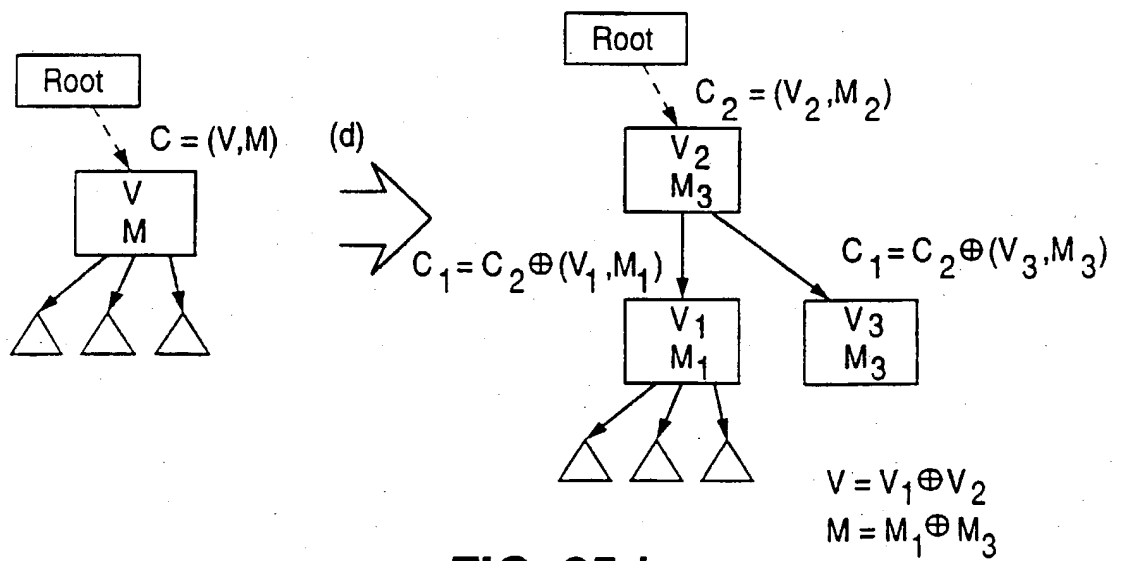 Root
C = (V,M)
V
M
(d)
Root
C₂ = (V₂,M₂)
V₂
M₃
C₁ = C₂⊕(V₁,M₁)
C₁ = C₂⊕(V₃,M₃)
V₁
M₁
V₃
M₃
V = V₁⊕V₂
M = M₁⊕M₃